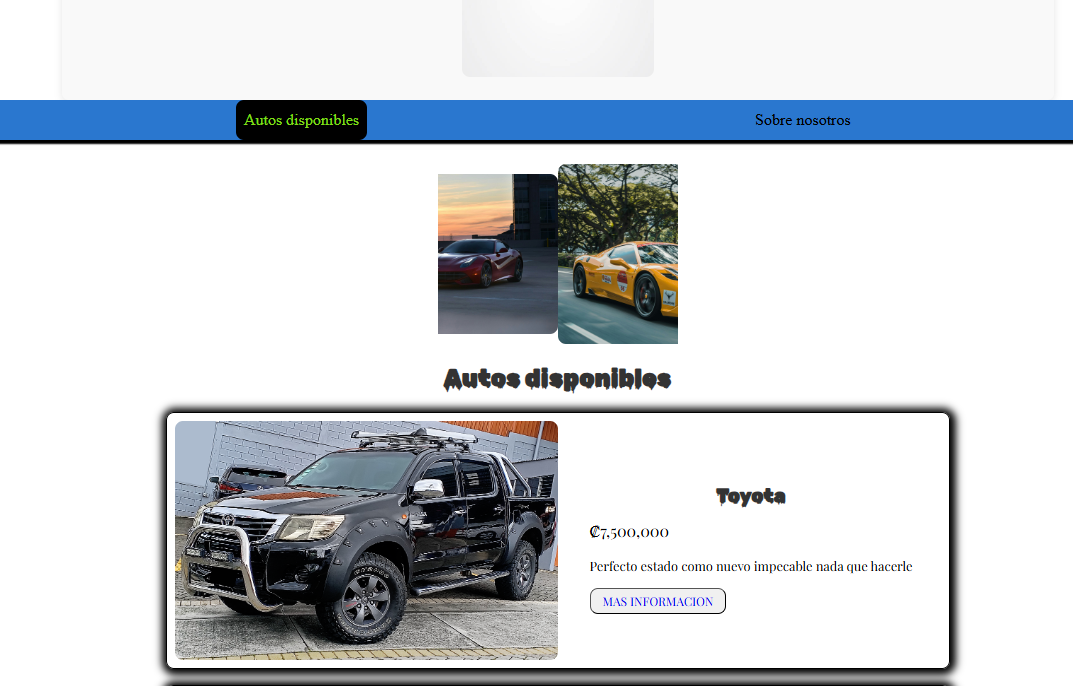 Autos disponibles
Sobre nosotros
Autos disponibles
Toyota
₡7,500,000
Perfecto estado como nuevo impecable nada que hacerle
MAS INFORMACION